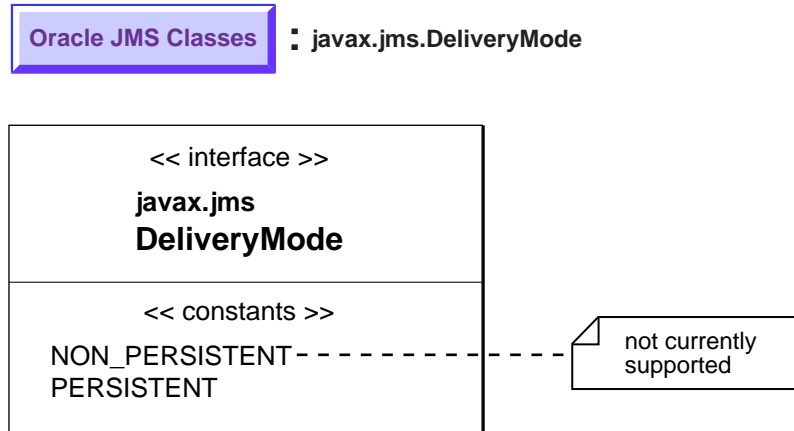 Oracle JMS Classes : javax.jms.DeliveryMode
<< interface >>
javax.jms
DeliveryMode
<< constants >>
NON_PERSISTENT
PERSISTENT
not currently
supported